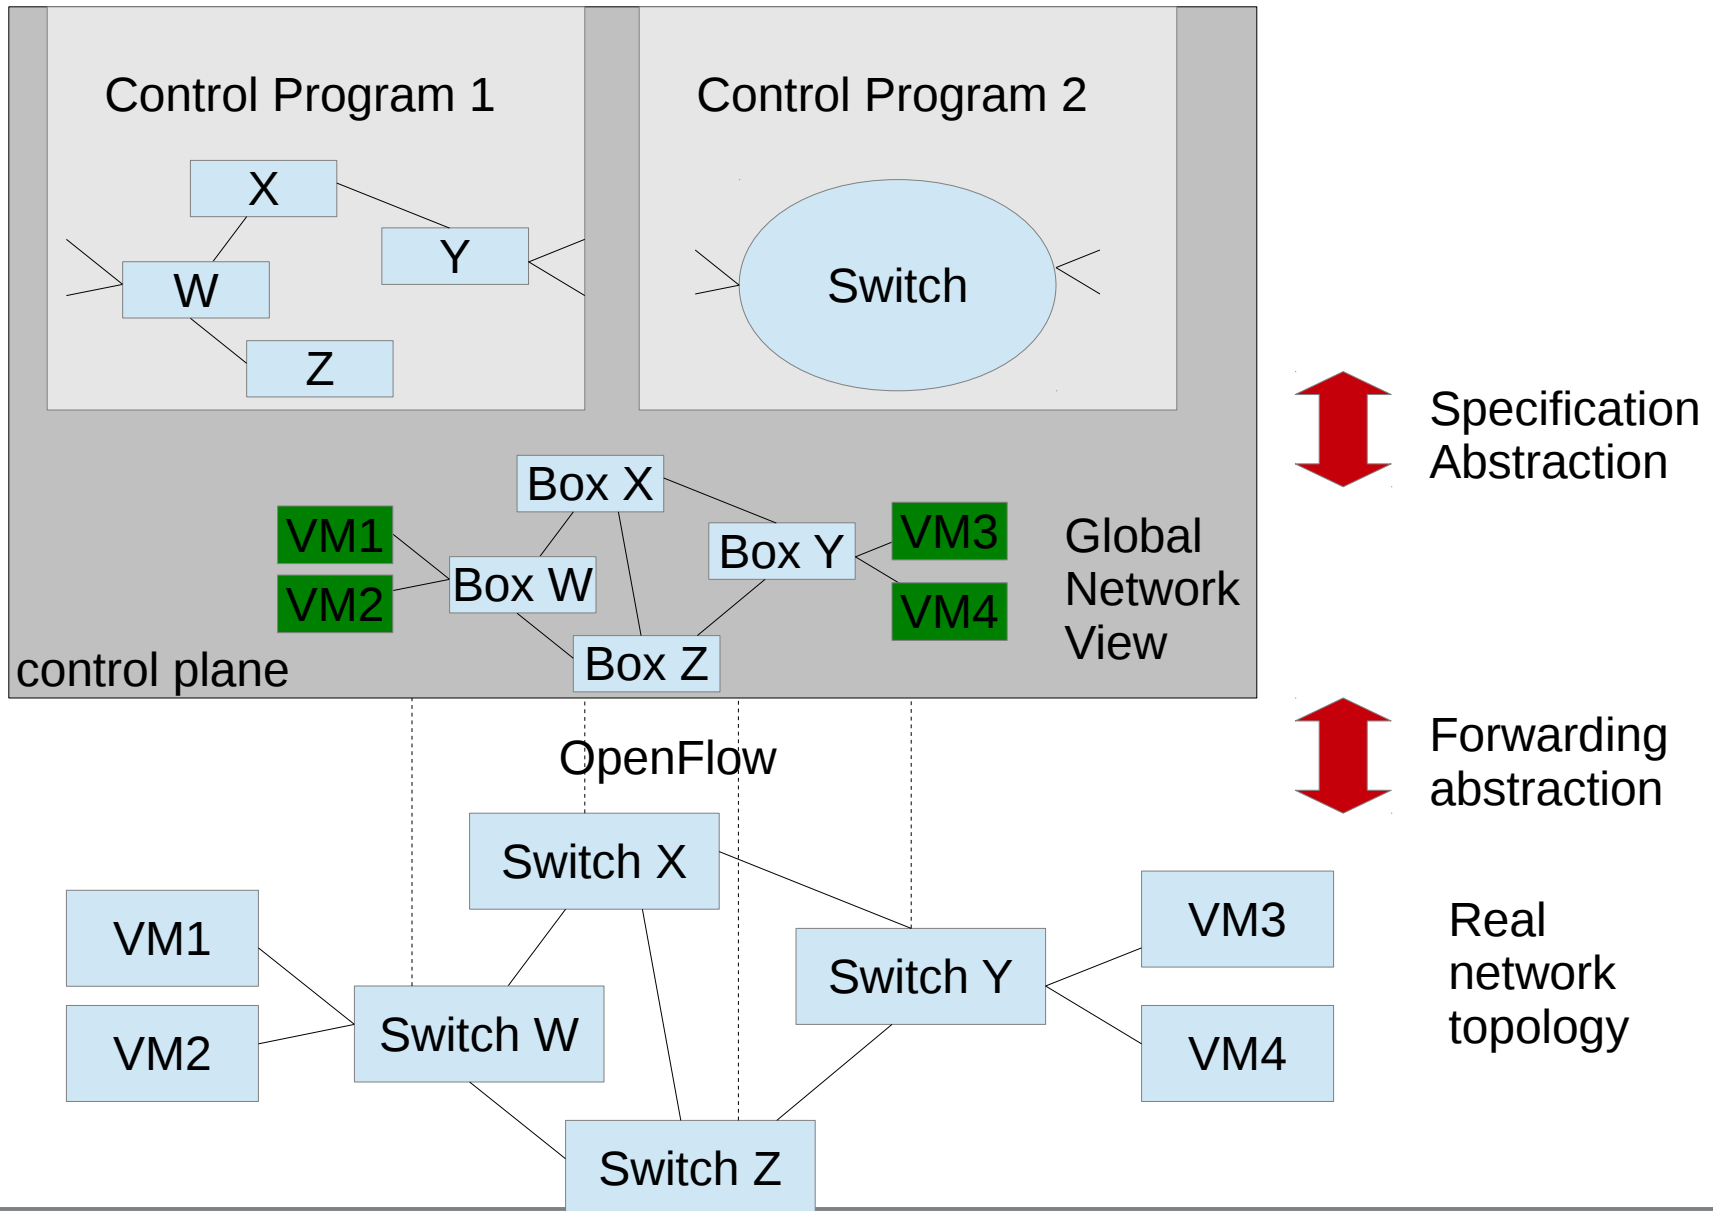 Control Program 1
Control Program 2
X
Y
W
Z
Switch
Specification
Abstraction
Box X
VM1
Box W
VM2
Box Y
VM3
VM4
Box Z
Global
Network
View
control plane
OpenFlow
Forwarding
abstraction
Switch X
VM1
VM2
Switch W
Switch Y
VM3
VM4
Switch Z
Real
network
topology